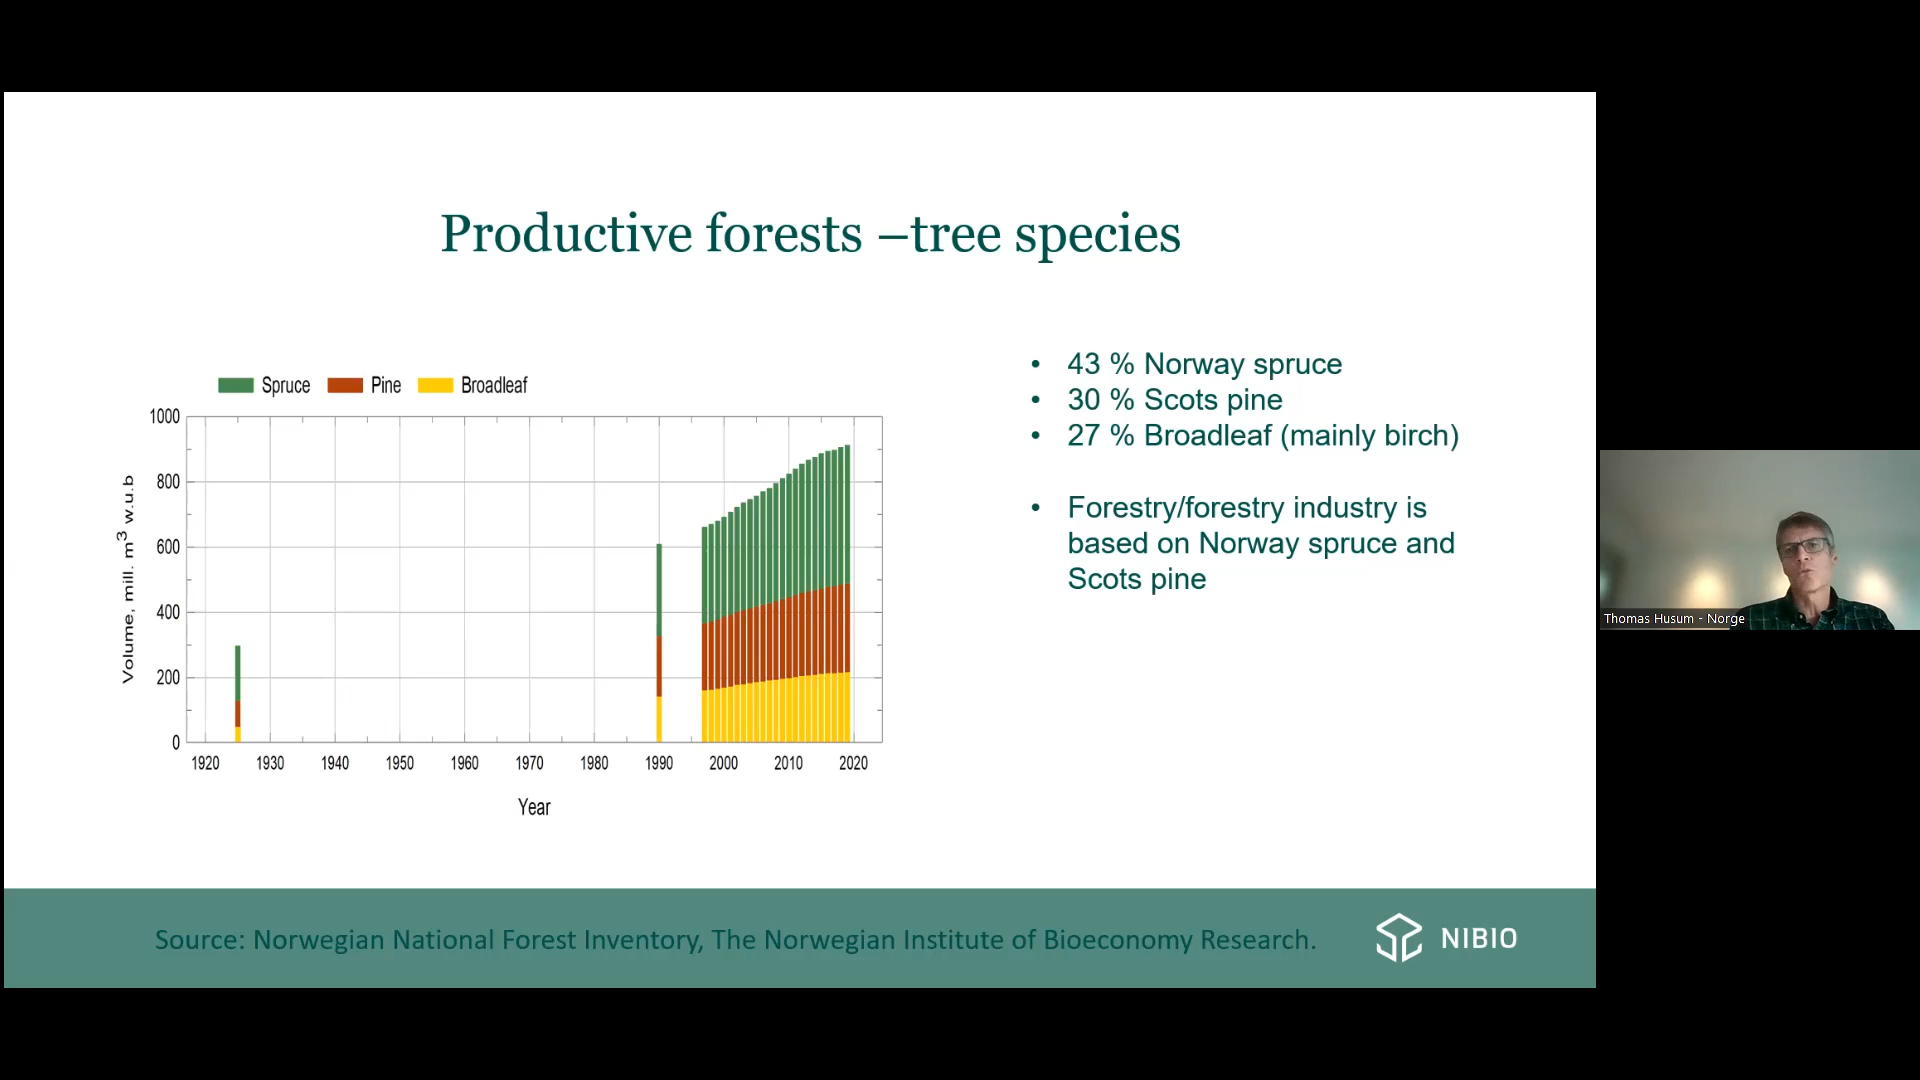 Productive forests –tree species
Spruce Pine Broadleaf
1000
800
600
400
200
0
Volume, mill. m³ w.u.b
1920 1930 1940 1950 1960 1970 1980 1990 2000 2010 2020
Year
• 43 % Norway spruce
• 30 % Scots pine
• 27 % Broadleaf (mainly birch)
• Forestry/forestry industry is
based on Norway spruce and
Scots pine
Thomas Husum - Norge
Source: Norwegian National Forest Inventory, The Norwegian Institute of Bioeconomy Research.
NIBIO